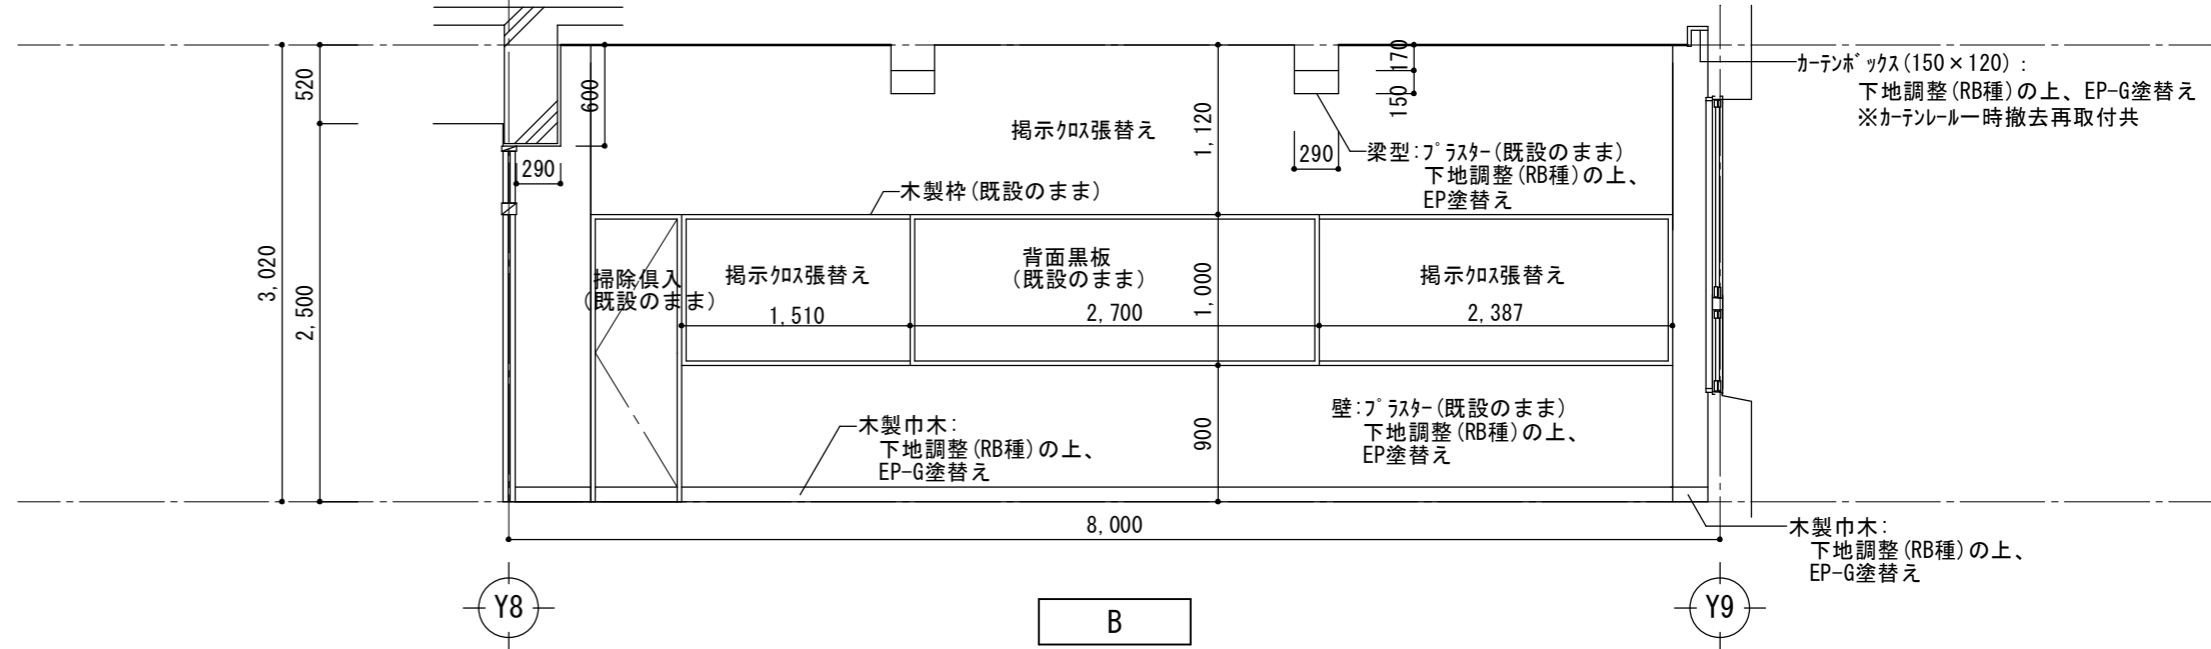 カーテンボックス(150×120):
下地調整(RB種)の上、EP-G塗替え
※カーテンレール一時撤去再取付共
520
600
170
150
掲示クロス張替え
1,120
290
290
梁型:プラスター(既設のまま)
下地調整(RB種)の上、
EP塗替え
木製枠(既設のまま)
3,020
2,500
掃除倶入
(既設のまま)
掲示クロス張替え
1,510
背面黒板
(既設のまま)
2,700
1,000
掲示クロス張替え
2,387
木製巾木:
下地調整(RB種)の上、
EP-G塗替え
900
壁:プラスター(既設のまま)
下地調整(RB種)の上、
EP塗替え
8,000
木製巾木:
下地調整(RB種)の上、
EP-G塗替え
Y8
B
Y9